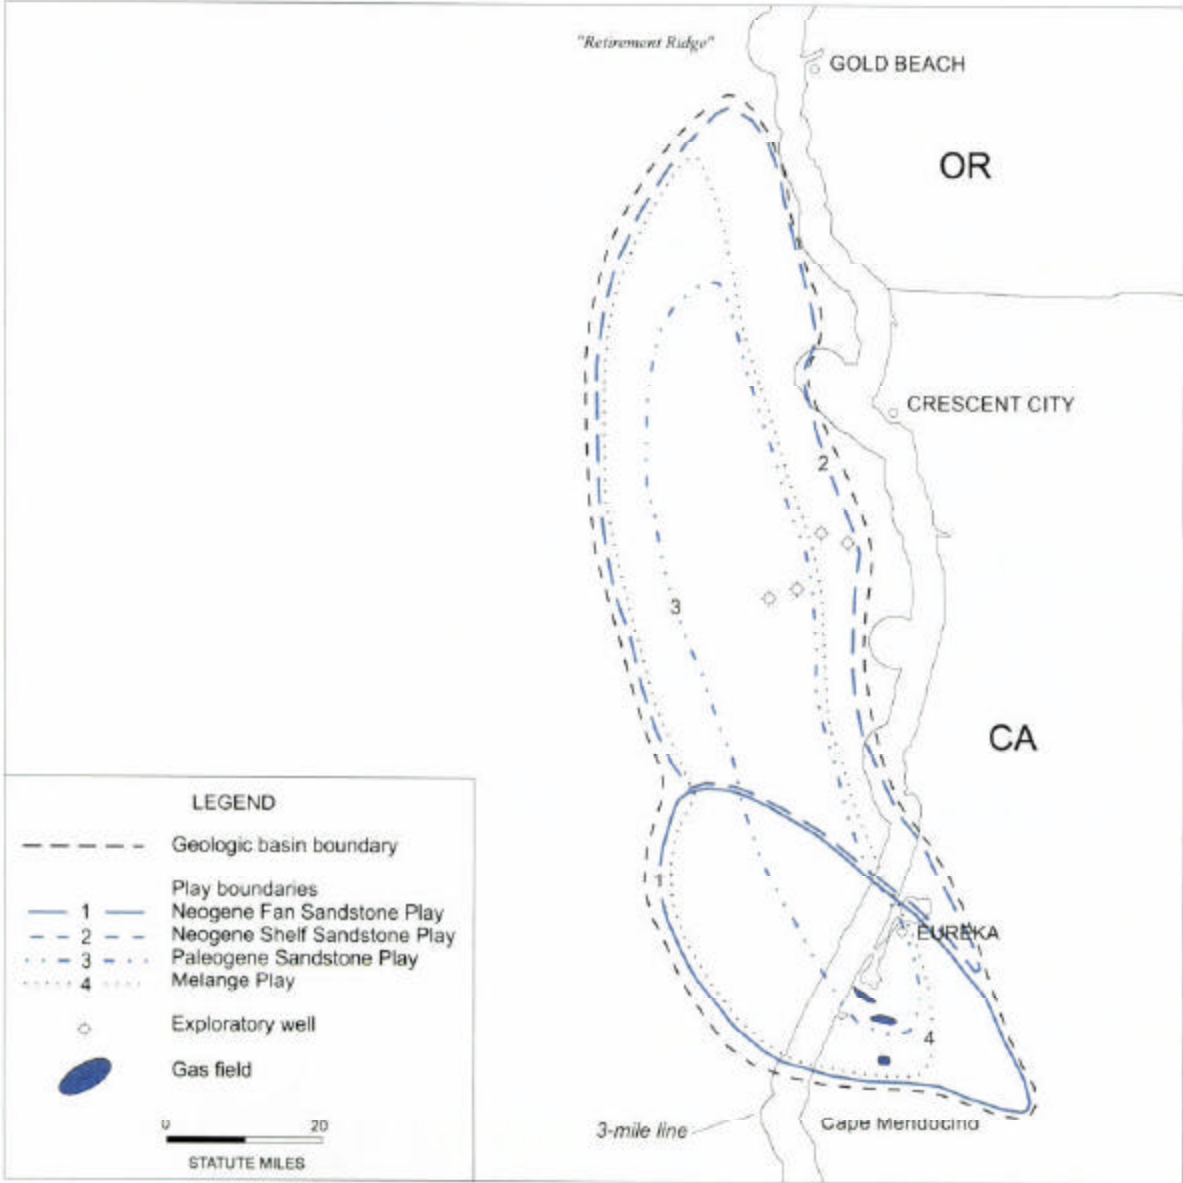 "Retirement Ridge"
GOLD BEACH
OR
CRESCENT CITY
2
3
CA
1
EUREKA
4
LEGEND
Geologic basin boundary
Play boundaries
1 Neogene Fan Sandstone Play
2 Neogene Shelf Sandstone Play
3 Paleogene Sandstone Play
4 Melange Play
Exploratory well
Gas field
0 20
STATUTE MILES
3-mile line
Cape Mendocino